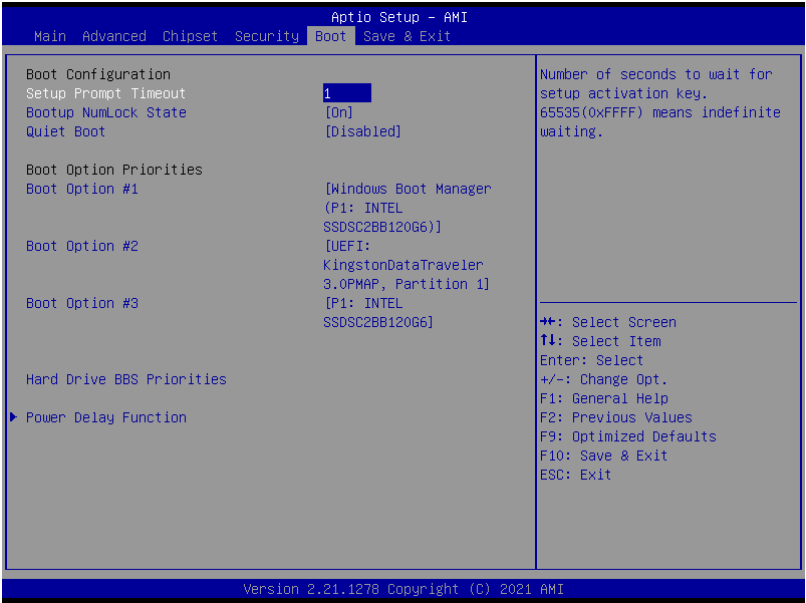 Aptio Setup – AMI
Main Advanced Chipset Security Boot Save & Exit
Boot Configuration
Setup Prompt Timeout 1
Bootup NumLock State [On]
Quiet Boot [Disabled]
Boot Option Priorities
Boot Option #1 [Windows Boot Manager
(P1: INTEL
SSDSC2BB120G6)]
Boot Option #2 [UEFI:
KingstonDataTraveler
3.0PMAP, Partition 1]
Boot Option #3 [P1: INTEL
SSDSC2BB120G6]
Hard Drive BBS Priorities
Power Delay Function
Number of seconds to wait for
setup activation key.
65535(0xFFFF) means indefinite
waiting.
→←: Select Screen
↑↓: Select Item
Enter: Select
+/-: Change Opt.
F1: General Help
F2: Previous Values
F9: Optimized Defaults
F10: Save & Exit
ESC: Exit
Version 2.21.1278 Copyright (C) 2021 AMI